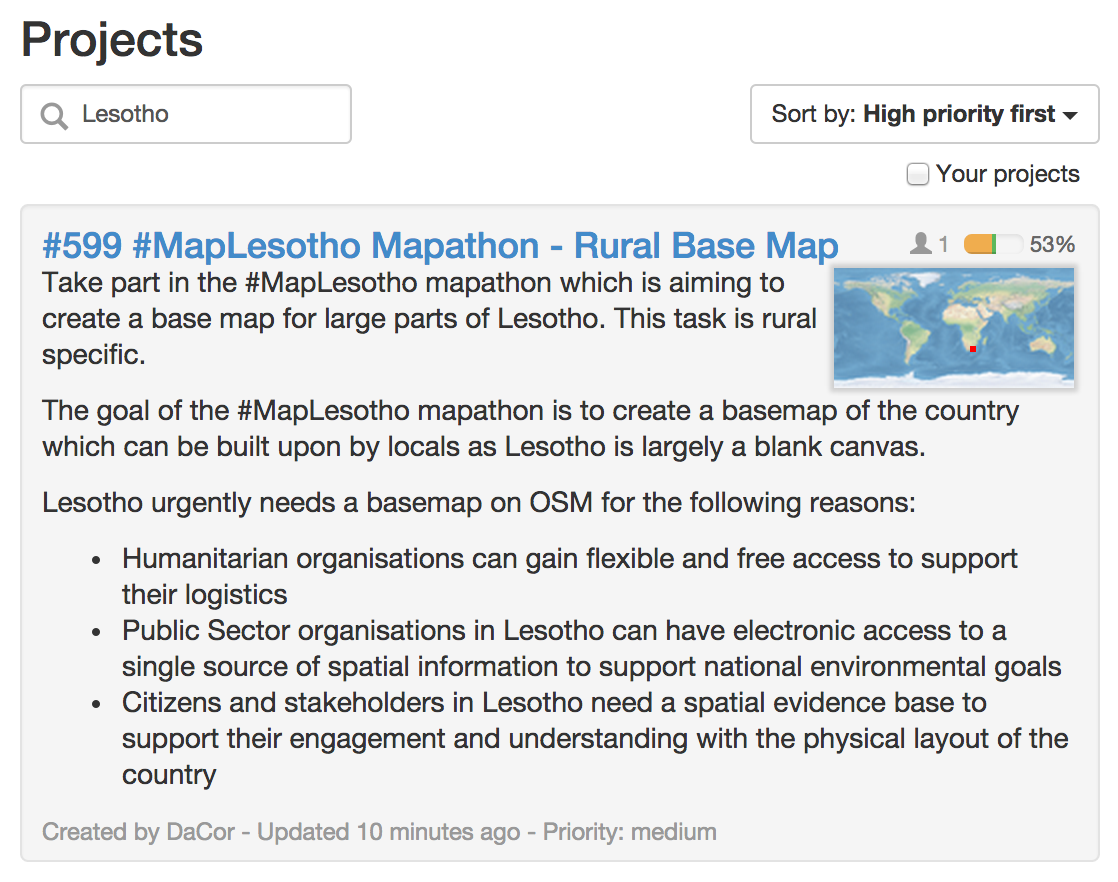 Projects
Lesotho
Sort by: High priority first
Your projects
#599 #MapLesotho Mapathon - Rural Base Map
1
53%
Take part in the #MapLesotho mapathon which is aiming to
create a base map for large parts of Lesotho. This task is rural
specific.
The goal of the #MapLesotho mapathon is to create a basemap of the country
which can be built upon by locals as Lesotho is largely a blank canvas.
Lesotho urgently needs a basemap on OSM for the following reasons:
• Humanitarian organisations can gain flexible and free access to support
their logistics
• Public Sector organisations in Lesotho can have electronic access to a
single source of spatial information to support national environmental goals
• Citizens and stakeholders in Lesotho need a spatial evidence base to
support their engagement and understanding with the physical layout of the
country
Created by DaCor - Updated 10 minutes ago - Priority: medium